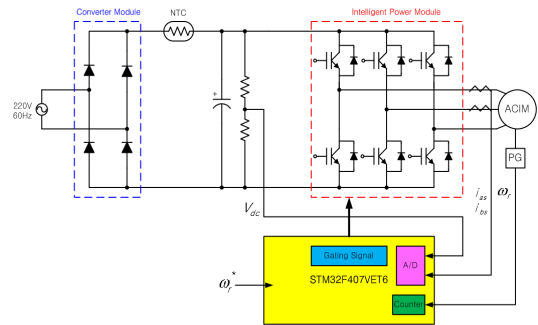 Converter Module
NTC
Intelligent Power Module
220V
60Hz
+
ACIM
PG
V_dc
i_as
i_bs
ω_r
Gating Signal
A/D
STM32F407VET6
ω_r*
Counter